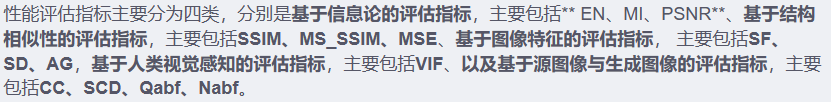 性能评估指标主要分为四类，分别是基于信息论的评估指标，主要包括** EN、MI、PSNR**、基于结构
相似性的评估指标，主要包括SSIM、MS_SSIM、MSE、基于图像特征的评估指标， 主要包括SF、
SD、AG，基于人类视觉感知的评估指标，主要包括VIF、以及基于源图像与生成图像的评估指标，主要
包括CC、SCD、Qabf、Nabf。